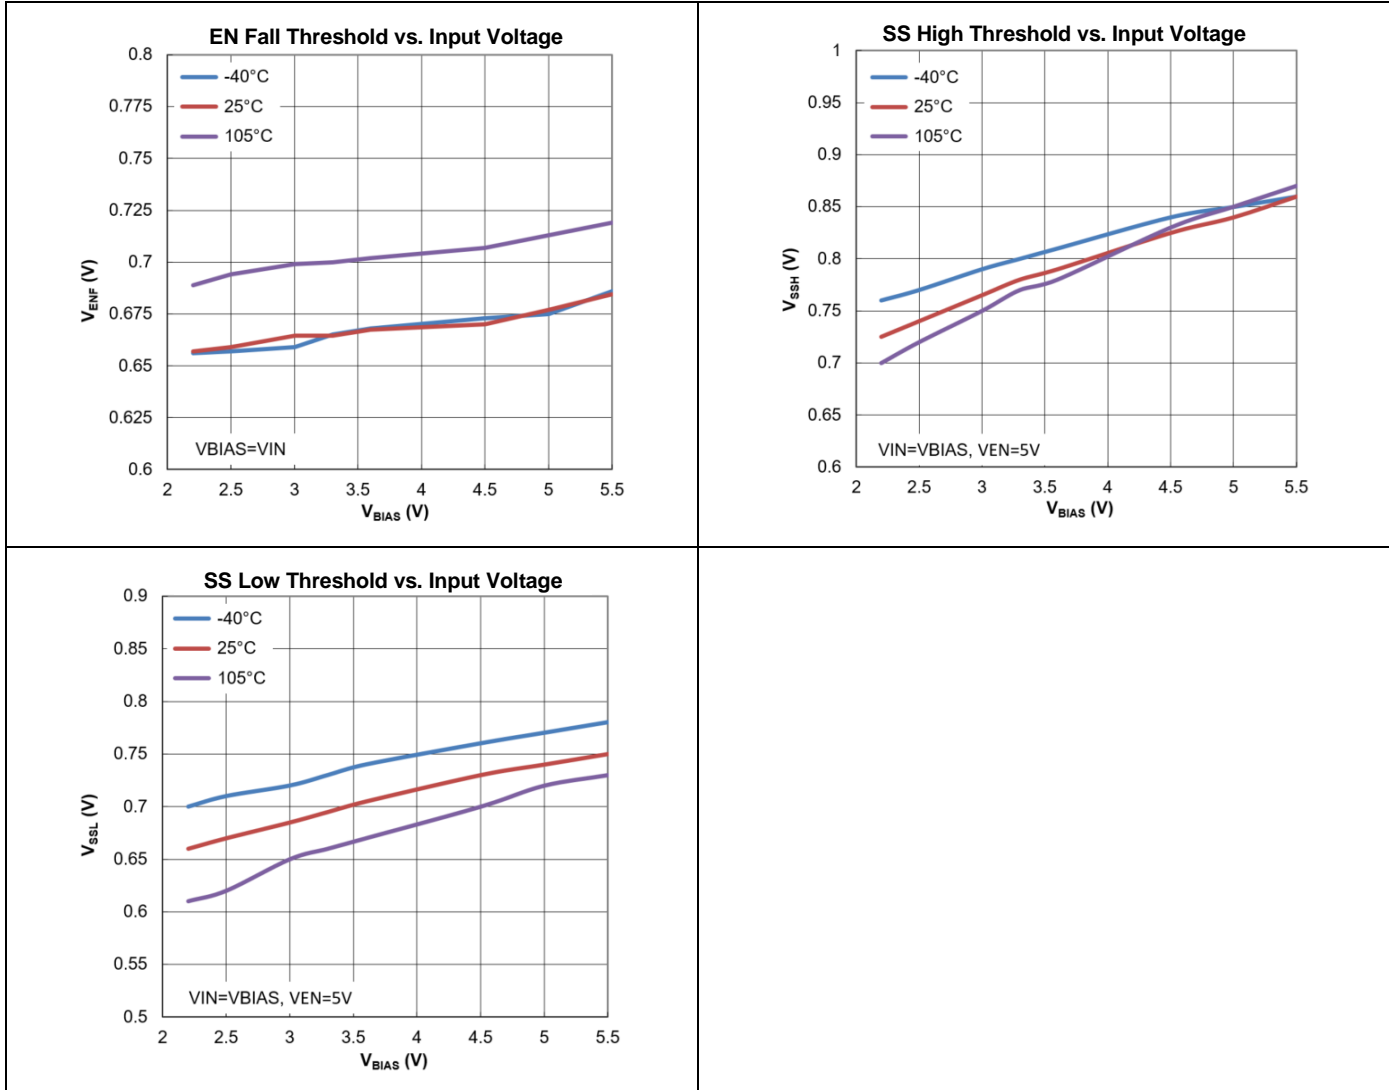 EN Fall Threshold vs. Input Voltage
0.8
0.775
0.75
0.725
0.7
0.675
0.65
0.625
0.6
-40°C
25°C
105°C
VENF (V)
VBIAS=VIN
2 2.5 3 3.5 4 4.5 5 5.5
VBIAS (V)
SS High Threshold vs. Input Voltage
1
0.95
0.9
0.85
0.8
0.75
0.7
0.65
0.6
-40°C
25°C
105°C
VSSH (V)
VIN=VBIAS, VEN=5V
2 2.5 3 3.5 4 4.5 5 5.5
VBIAS (V)
SS Low Threshold vs. Input Voltage
0.9
0.85
0.8
0.75
0.7
0.65
0.6
0.55
0.5
-40°C
25°C
105°C
VSSL (V)
VIN=VBIAS, VEN=5V
2 2.5 3 3.5 4 4.5 5 5.5
VBIAS (V)